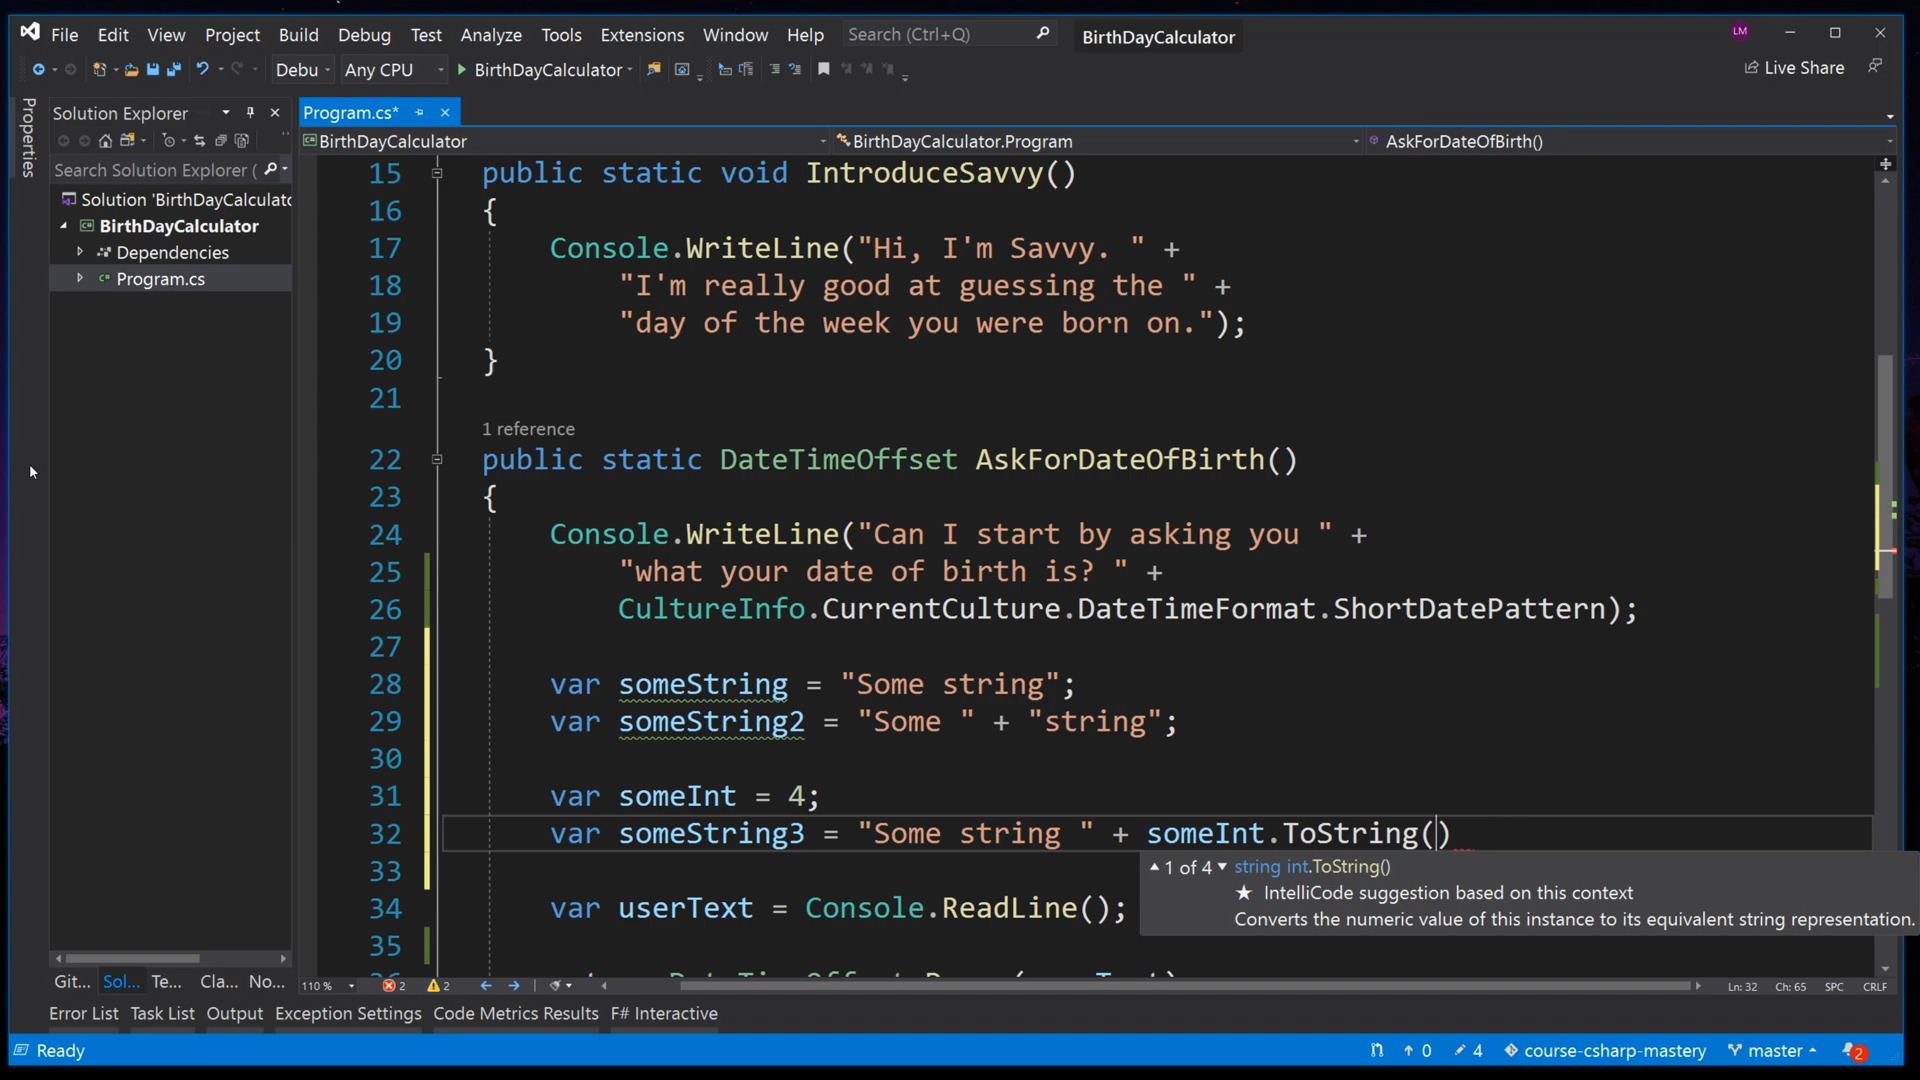 File Edit View Project Build Debug Test Analyze Tools Extensions Window Help Search (Ctrl+Q) BirthDayCalculator LM
Debu Any CPU BirthDayCalculator Live Share
Properties
Solution Explorer
Program.cs*
BirthDayCalculator BirthDayCalculator.Program AskForDateOfBirth()
Search Solution Explorer (
Solution 'BirthDayCalculato
BirthDayCalculator
Dependencies
Program.cs
15 public static void IntroduceSavvy()
16 {
17 Console.WriteLine("Hi, I'm Savvy. " +
18 "I'm really good at guessing the " +
19 "day of the week you were born on.");
20 }
21
1 reference
22 public static DateTimeOffset AskForDateOfBirth()
23 {
24 Console.WriteLine("Can I start by asking you " +
25 "what your date of birth is? " +
26 CultureInfo.CurrentCulture.DateTimeFormat.ShortDatePattern);
27
28 var someString = "Some string";
29 var someString2 = "Some " + "string";
30
31 var someInt = 4;
32 var someString3 = "Some string " + someInt.ToString()
33
1 of 4 string int.ToString()
IntelliCode suggestion based on this context
Converts the numeric value of this instance to its equivalent string representation.
34 var userText = Console.ReadLine();
35
Git... Sol... Te... Cla... No...
110 % 2 2 Ln: 32 Ch: 65 SPC CRLF
Error List Task List Output Exception Settings Code Metrics Results F# Interactive
Ready 0 4 course-csharp-mastery master 2